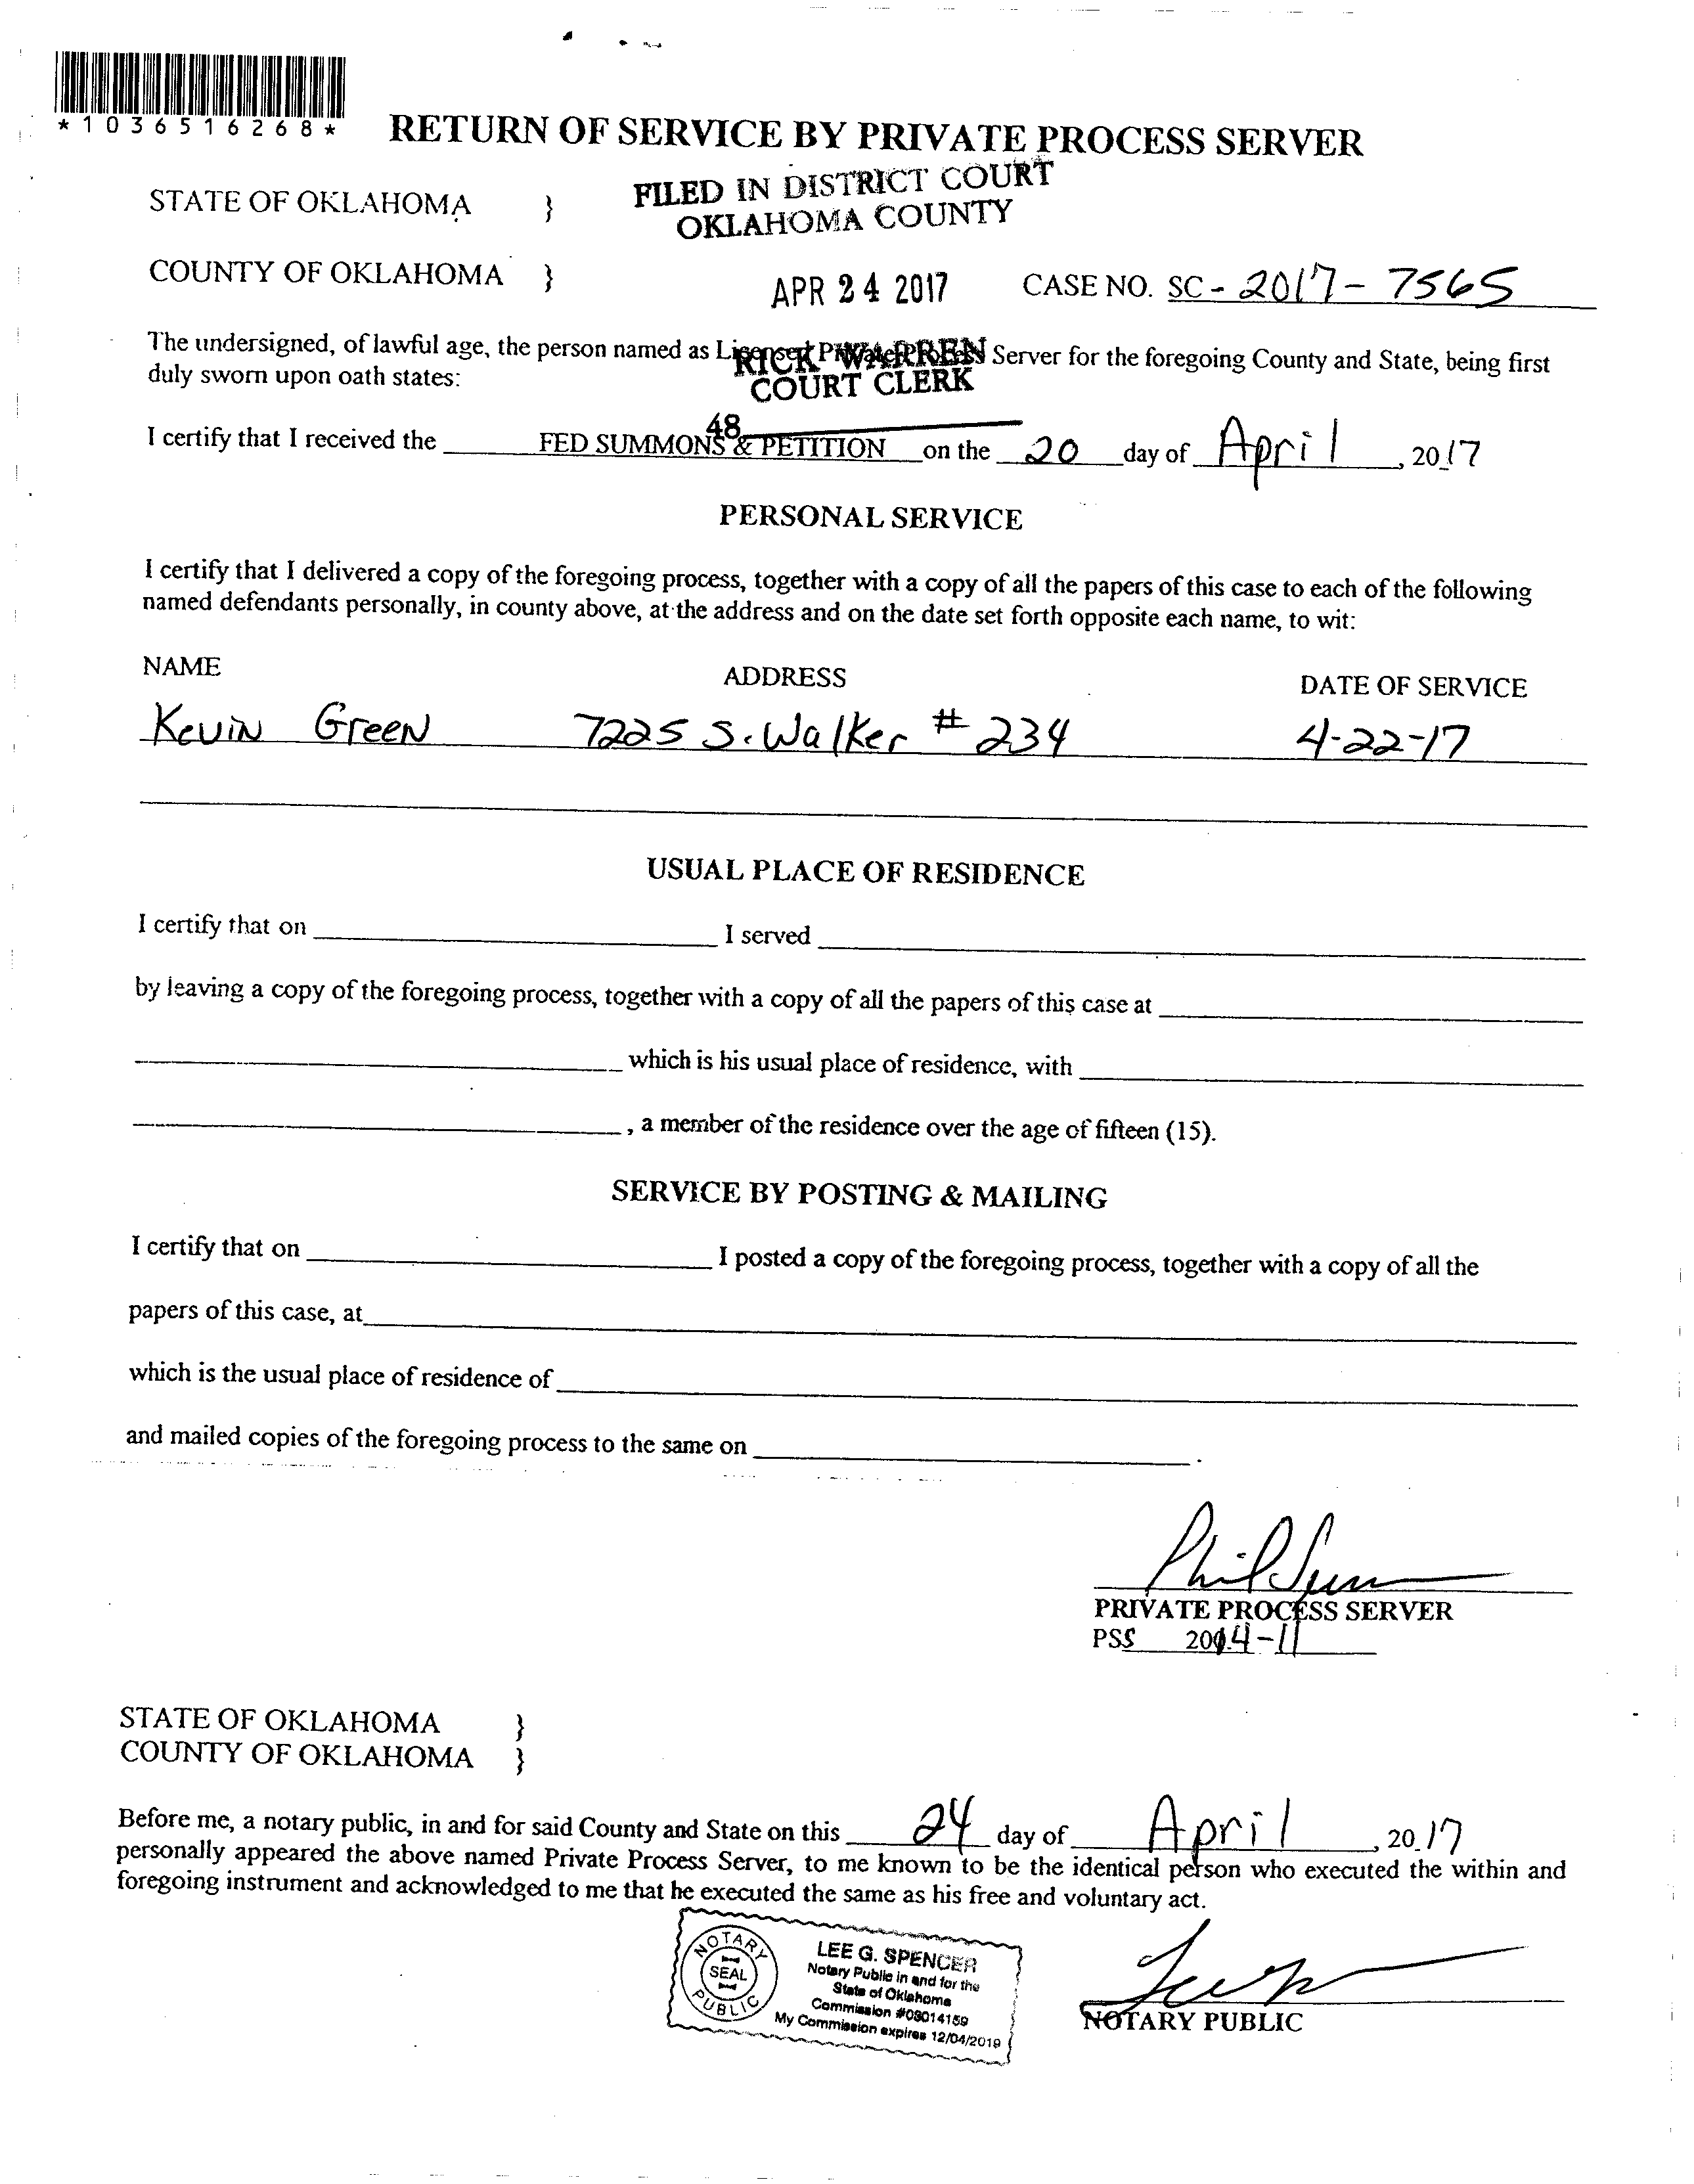 *1036516268*
RETURN OF SERVICE BY PRIVATE PROCESS SERVER
FILED IN DISTRICT COURT
OKLAHOMA COUNTY
STATE OF OKLAHOMA }
COUNTY OF OKLAHOMA }
APR 24 2017 CASE NO. SC - 2017 - 7565
The undersigned, of lawful age, the person named as Licensed Private Process Server for the foregoing County and State, being first
duly sworn upon oath states:
RICK WARREN
COURT CLERK
48
I certify that I received the FED SUMMONS & PETITION on the 20 day of April, 2017
PERSONAL SERVICE
I certify that I delivered a copy of the foregoing process, together with a copy of all the papers of this case to each of the following
named defendants personally, in county above, at the address and on the date set forth opposite each name, to wit:
NAME ADDRESS DATE OF SERVICE
Kevin Green 7225 S. Walker # 234 4-22-17
USUAL PLACE OF RESIDENCE
I certify that on I served
by leaving a copy of the foregoing process, together with a copy of all the papers of this case at
which is his usual place of residence, with
, a member of the residence over the age of fifteen (15).
SERVICE BY POSTING & MAILING
I certify that on I posted a copy of the foregoing process, together with a copy of all the
papers of this case, at
which is the usual place of residence of
and mailed copies of the foregoing process to the same on .
Phil
PRIVATE PROCESS SERVER
PSS 2014-11
STATE OF OKLAHOMA }
COUNTY OF OKLAHOMA }
Before me, a notary public, in and for said County and State on this 24 day of April, 2017
personally appeared the above named Private Process Server, to me known to be the identical person who executed the within and
foregoing instrument and acknowledged to me that he executed the same as his free and voluntary act.
NOTARY PUBLIC
SEAL
LEE G. SPENCER
Notary Public in and for the
State of Oklahoma
Commission #08014159
My Commission expires 12/04/2019
NOTARY PUBLIC